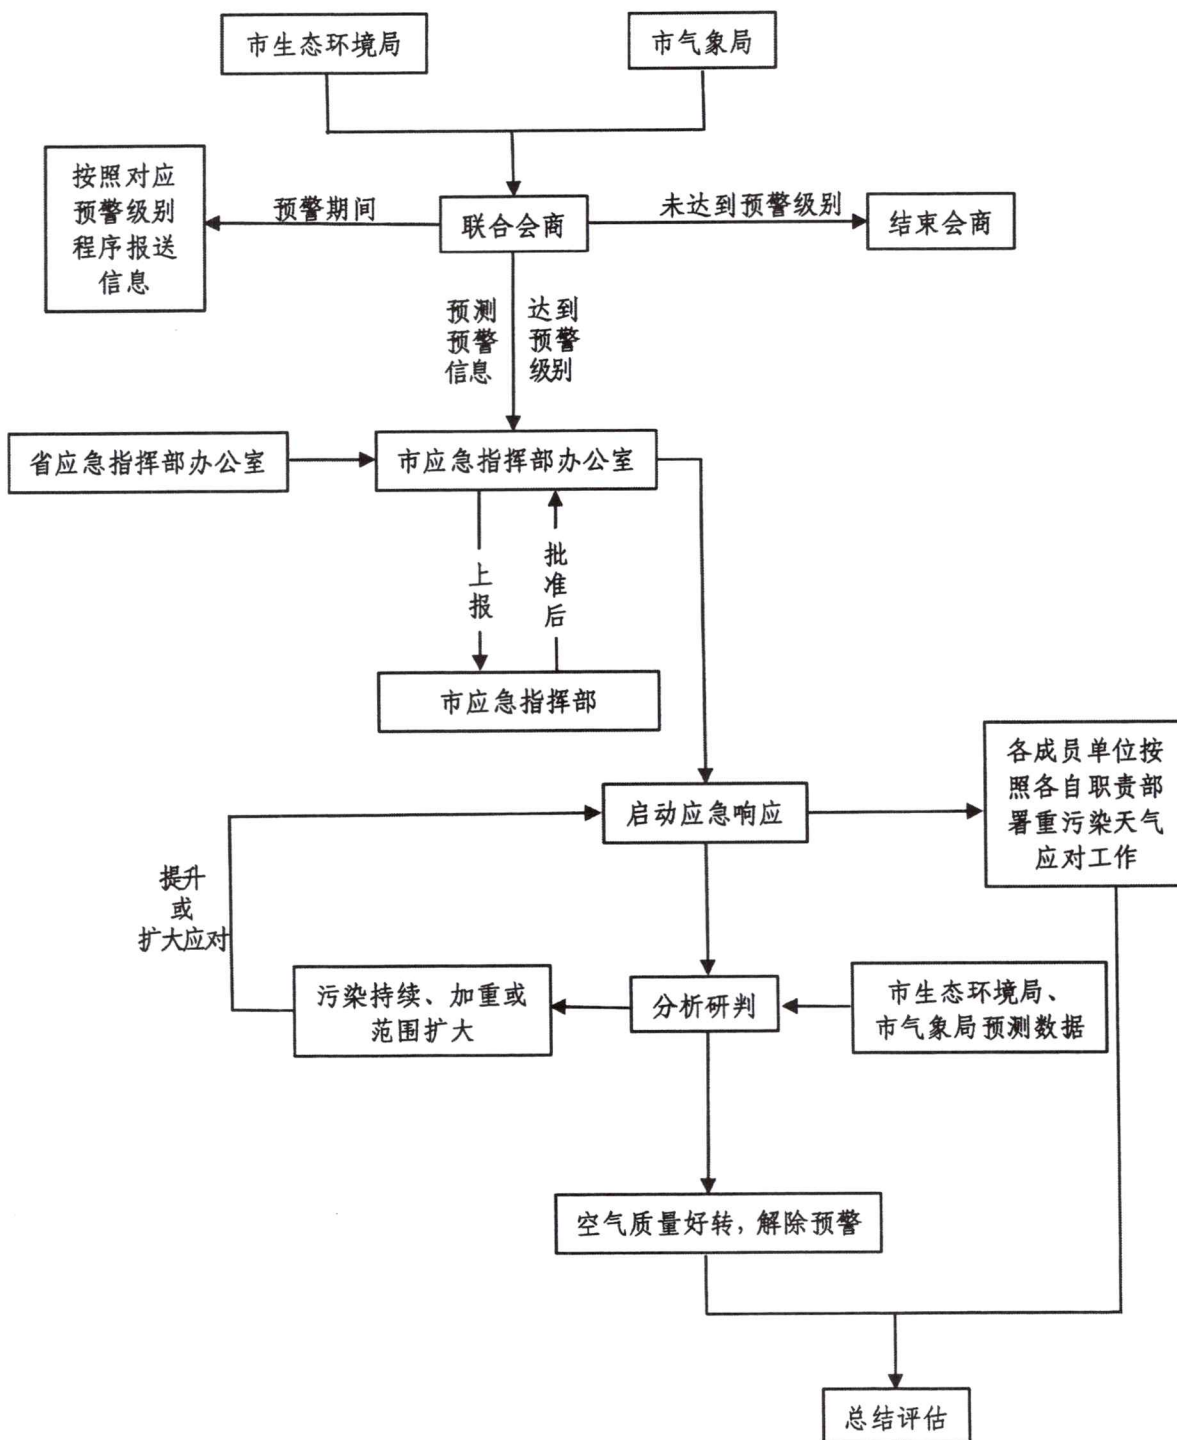 市生态环境局
市气象局
按照对应
预警级别
程序报送
信息
预警期间
联合会商
未达到预警级别
结束会商
预测
预警
信息
达到
预警
级别
省应急指挥部办公室
市应急指挥部办公室
上报
批准后
市应急指挥部
启动应急响应
各成员单位按
照各自职责部
署重污染天气
应对工作
提升
或
扩大应对
污染持续、加重或
范围扩大
分析研判
市生态环境局、
市气象局预测数据
空气质量好转，解除预警
总结评估